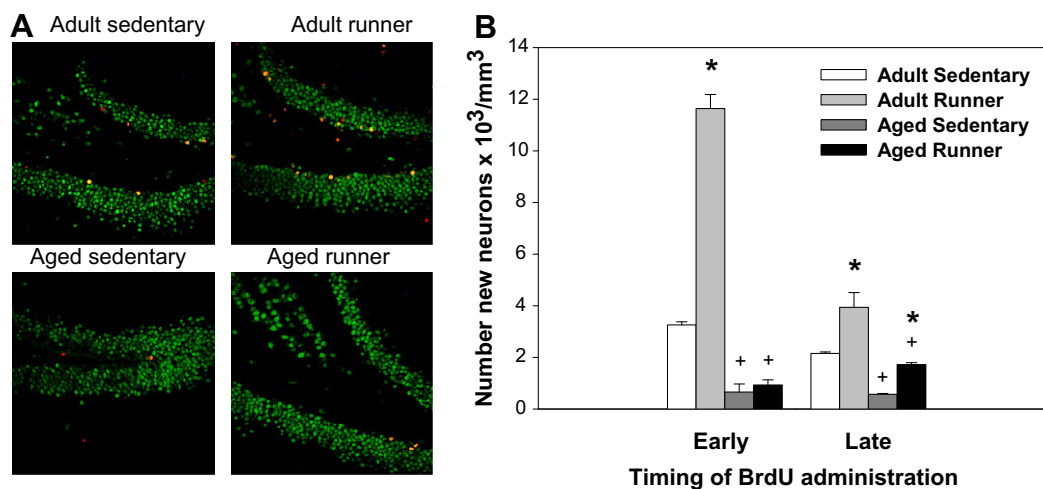 A
Adult sedentary
Adult runner
Aged sedentary
Aged runner
B
Number new neurons x 10³/mm³
14
12
10
8
6
4
2
0
*
+
+
*
+
*
+
Adult Sedentary
Adult Runner
Aged Sedentary
Aged Runner
Early
Late
Timing of BrdU administration